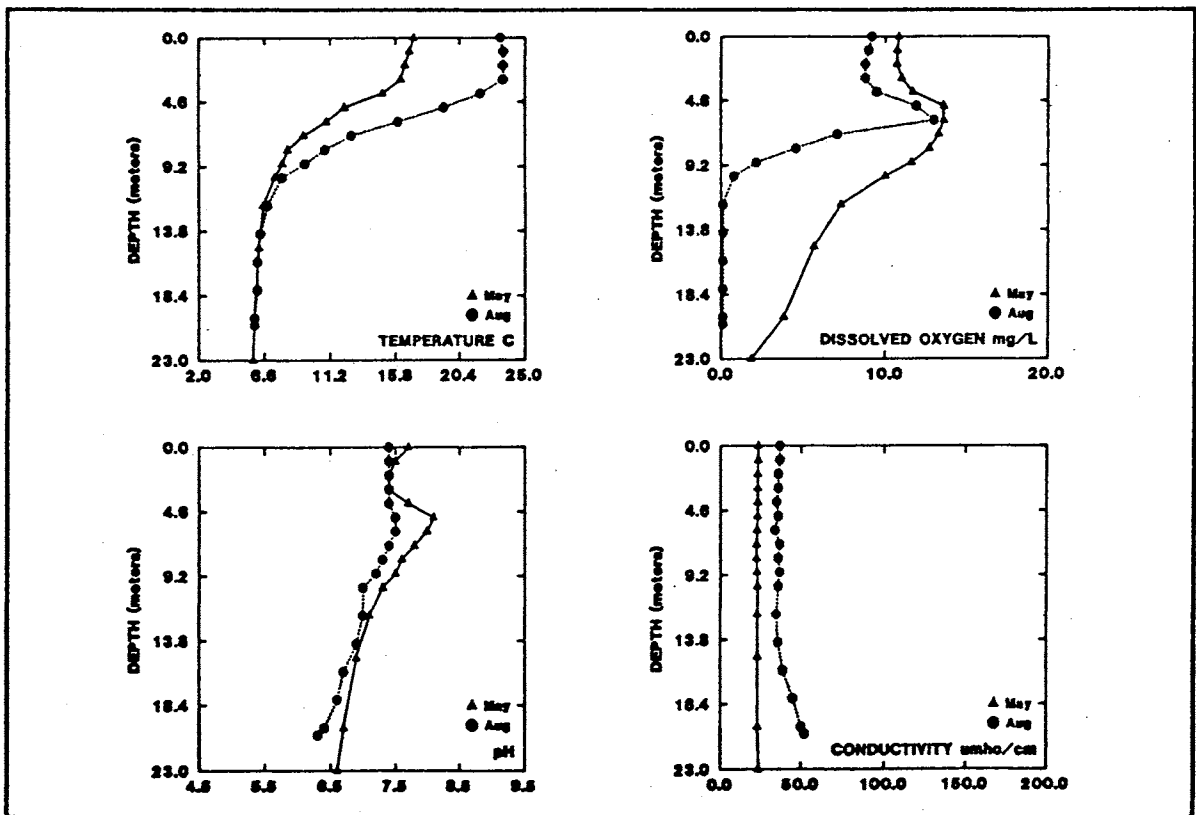 0.0
4.6
9.2
13.8
18.4
23.0
DEPTH (meters)
▲ May
● Aug
TEMPERATURE C
2.0 6.6 11.2 15.8 20.4 25.0
0.0
4.6
9.2
13.8
18.4
23.0
DEPTH (meters)
▲ May
● Aug
DISSOLVED OXYGEN mg/L
0.0 10.0 20.0
0.0
4.6
9.2
13.8
18.4
23.0
DEPTH (meters)
▲ May
● Aug
pH
4.5 5.5 6.5 7.5 8.5 9.5
0.0
4.6
9.2
13.8
18.4
23.0
DEPTH (meters)
▲ May
● Aug
CONDUCTIVITY umho/cm
0.0 50.0 100.0 150.0 200.0